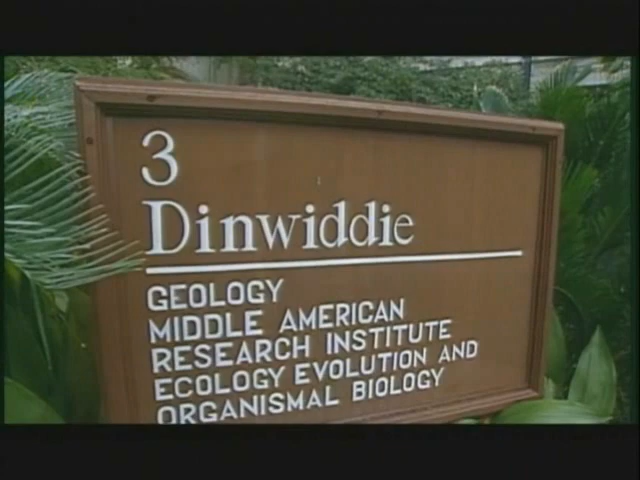 3
Dinwiddie
GEOLOGY
MIDDLE AMERICAN
RESEARCH INSTITUTE
ECOLOGY EVOLUTION AND
ORGANISMAL BIOLOGY